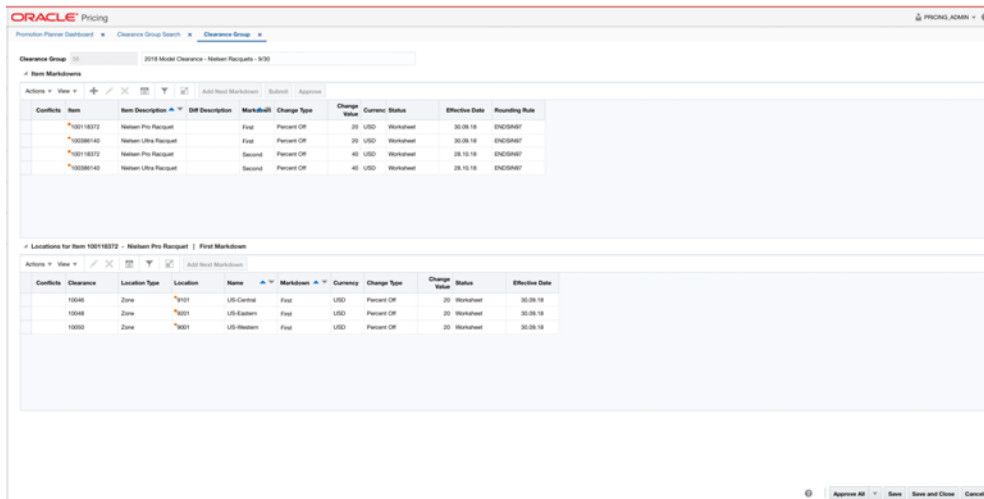 ORACLE Pricing
PRICING_ADMIN
Promotion Planner Dashboard x Clearance Group Search x Clearance Group x
Clearance Group 2018 Model Clearance - Nielsen Racquets - 9/30
Item Markdowns
Actions View Add Next Markdown Submit Approve
Conflicts Item Item Description Diff Description Markdown Change Type Change Value Currenc Status Effective Date Rounding Rule
100118372 Nielsen Pro Racquet First Percent Off 20 USD Worksheet 30.09.18 ENDSIN97
100386140 Nielsen Ultra Racquet First Percent Off 20 USD Worksheet 30.09.18 ENDSIN97
100118372 Nielsen Pro Racquet Second Percent Off 40 USD Worksheet 28.10.18 ENDSIN97
100386140 Nielsen Ultra Racquet Second Percent Off 40 USD Worksheet 28.10.18 ENDSIN97
Locations for Item 100118372 - Nielsen Pro Racquet | First Markdown
Actions View Add Next Markdown
Conflicts Clearance Location Type Location Name Markdown Currency Change Type Change Value Status Effective Date
10046 Zone 9101 US-Central First USD Percent Off 20 Worksheet 30.09.18
10048 Zone 9201 US-Eastern First USD Percent Off 20 Worksheet 30.09.18
10050 Zone 9001 US-Western First USD Percent Off 20 Worksheet 30.09.18
Approve All Save Save and Close Cancel